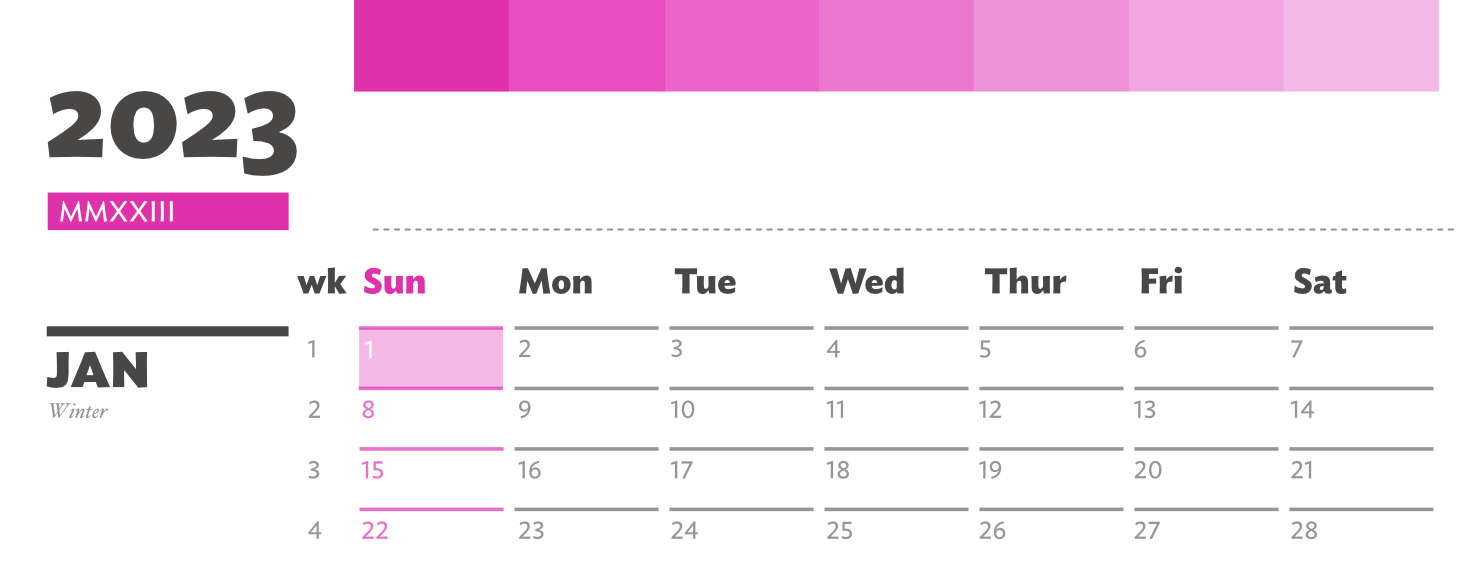 2023
MMXXIII
wk Sun Mon Tue Wed Thur Fri Sat
JAN
Winter
1 1 2 3 4 5 6 7
2 8 9 10 11 12 13 14
3 15 16 17 18 19 20 21
4 22 23 24 25 26 27 28